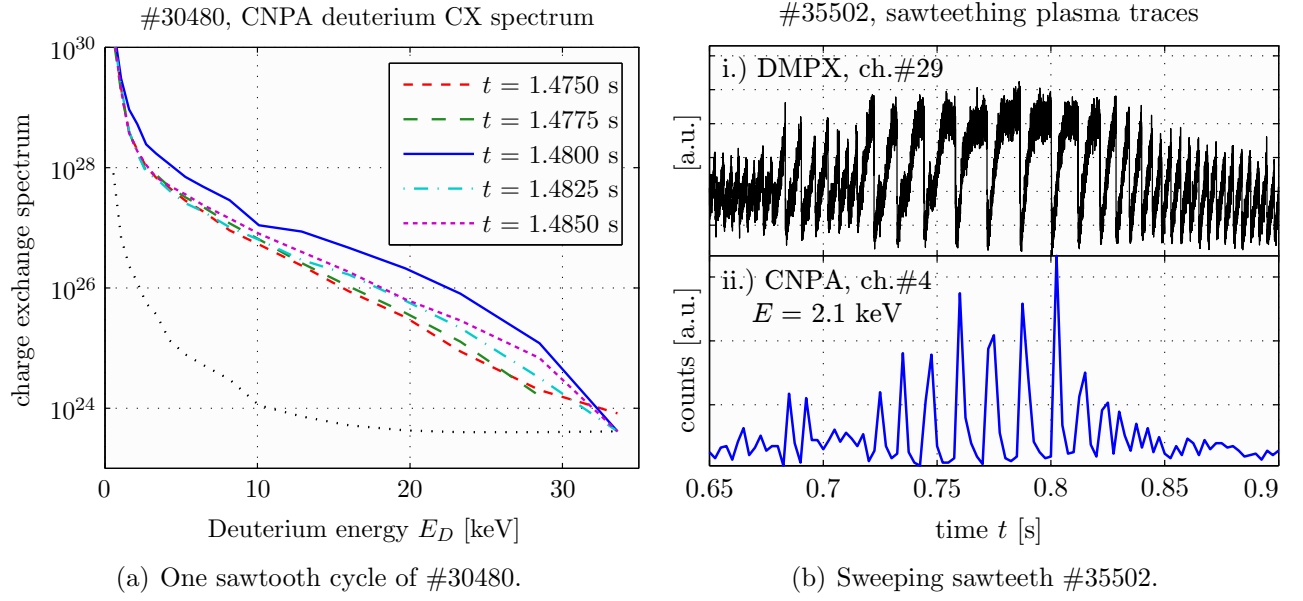 #30480, CNPA deuterium CX spectrum
charge exchange spectrum
10^30
10^28
10^26
10^24
t = 1.4750 s
t = 1.4775 s
t = 1.4800 s
t = 1.4825 s
t = 1.4850 s
0 10 20 30
Deuterium energy E_D [keV]
(a) One sawtooth cycle of #30480.
#35502, sawteething plasma traces
i.) DMPX, ch.#29
[a.u.]
ii.) CNPA, ch.#4
E = 2.1 keV
counts [a.u.]
0.65 0.7 0.75 0.8 0.85 0.9
time t [s]
(b) Sweeping sawteeth #35502.